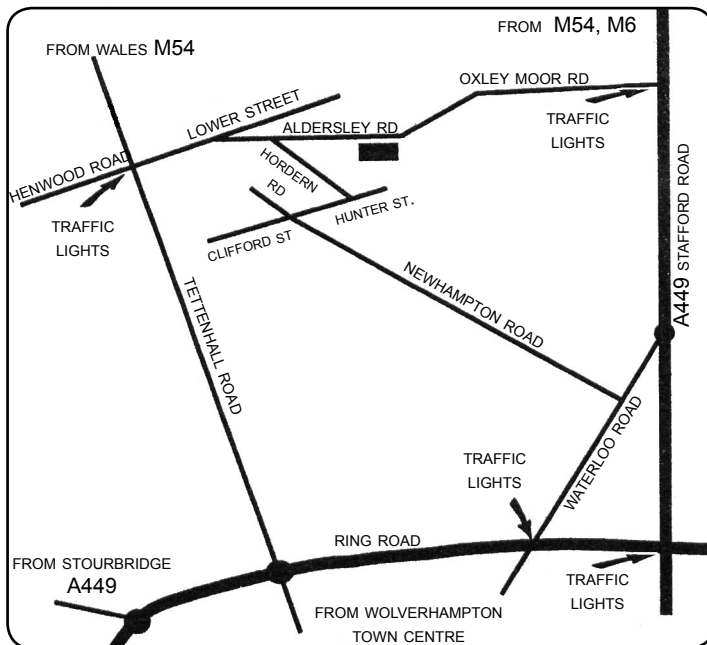 FROM M54, M6
FROM WALES M54
OXLEY MOOR RD
LOWER STREET
ALDERSLEY RD
TRAFFIC
LIGHTS
HENWOOD ROAD
HORDERN
RD
HUNTER ST.
TRAFFIC
LIGHTS
CLIFFORD ST
A449 STAFFORD ROAD
NEWHAMPTON ROAD
TETTENHALL ROAD
WATERLOO ROAD
TRAFFIC
LIGHTS
RING ROAD
FROM STOURBRIDGE
A449
TRAFFIC
LIGHTS
FROM WOLVERHAMPTON
TOWN CENTRE